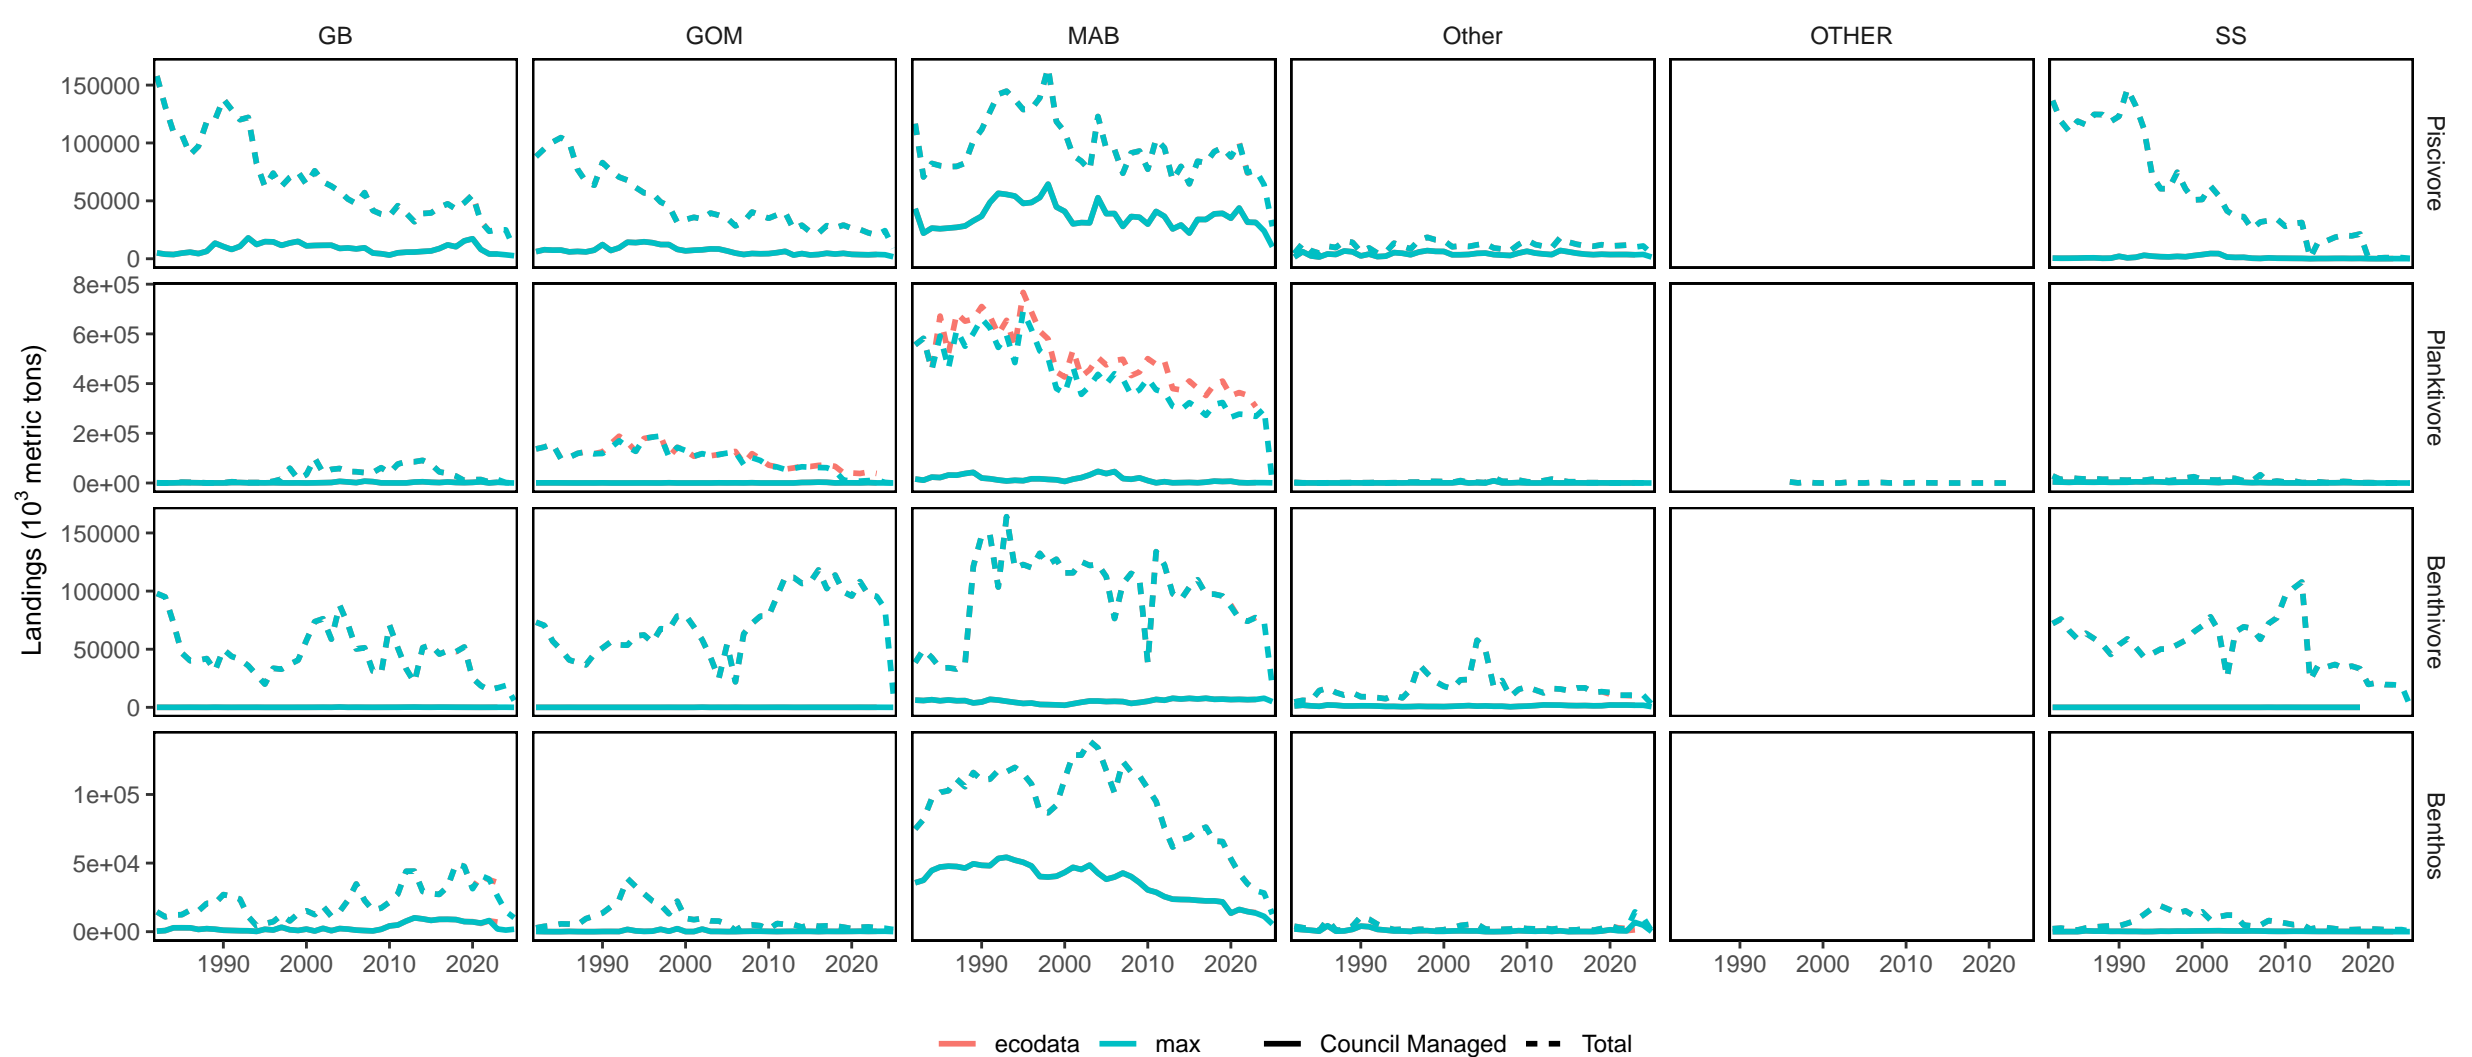 GB GOM MAB Other OTHER SS
150000
100000
50000
0
Piscivore
8e+05
6e+05
4e+05
2e+05
0e+00
Planktivore
Landings (10³ metric tons)
150000
100000
50000
0
Benthivore
1e+05
5e+04
0e+00
Benthos
1990 2000 2010 2020 1990 2000 2010 2020 1990 2000 2010 2020 1990 2000 2010 2020 1990 2000 2010 2020 1990 2000 2010 2020
ecodata max Council Managed Total